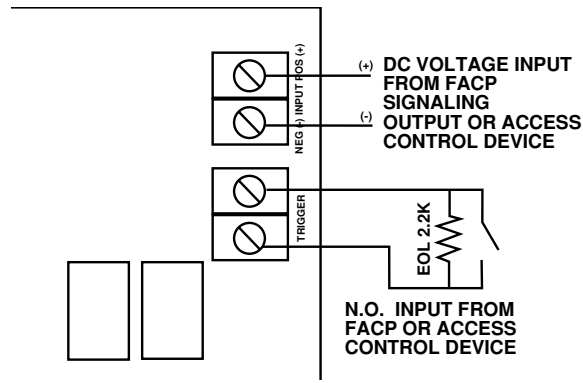 NEG (-) INPUT POS (+)
(+) DC VOLTAGE INPUT
FROM FACP
SIGNALING
(-) OUTPUT OR ACCESS
CONTROL DEVICE
TRIGGER
EOL 2.2K
N.O. INPUT FROM
FACP OR ACCESS
CONTROL DEVICE